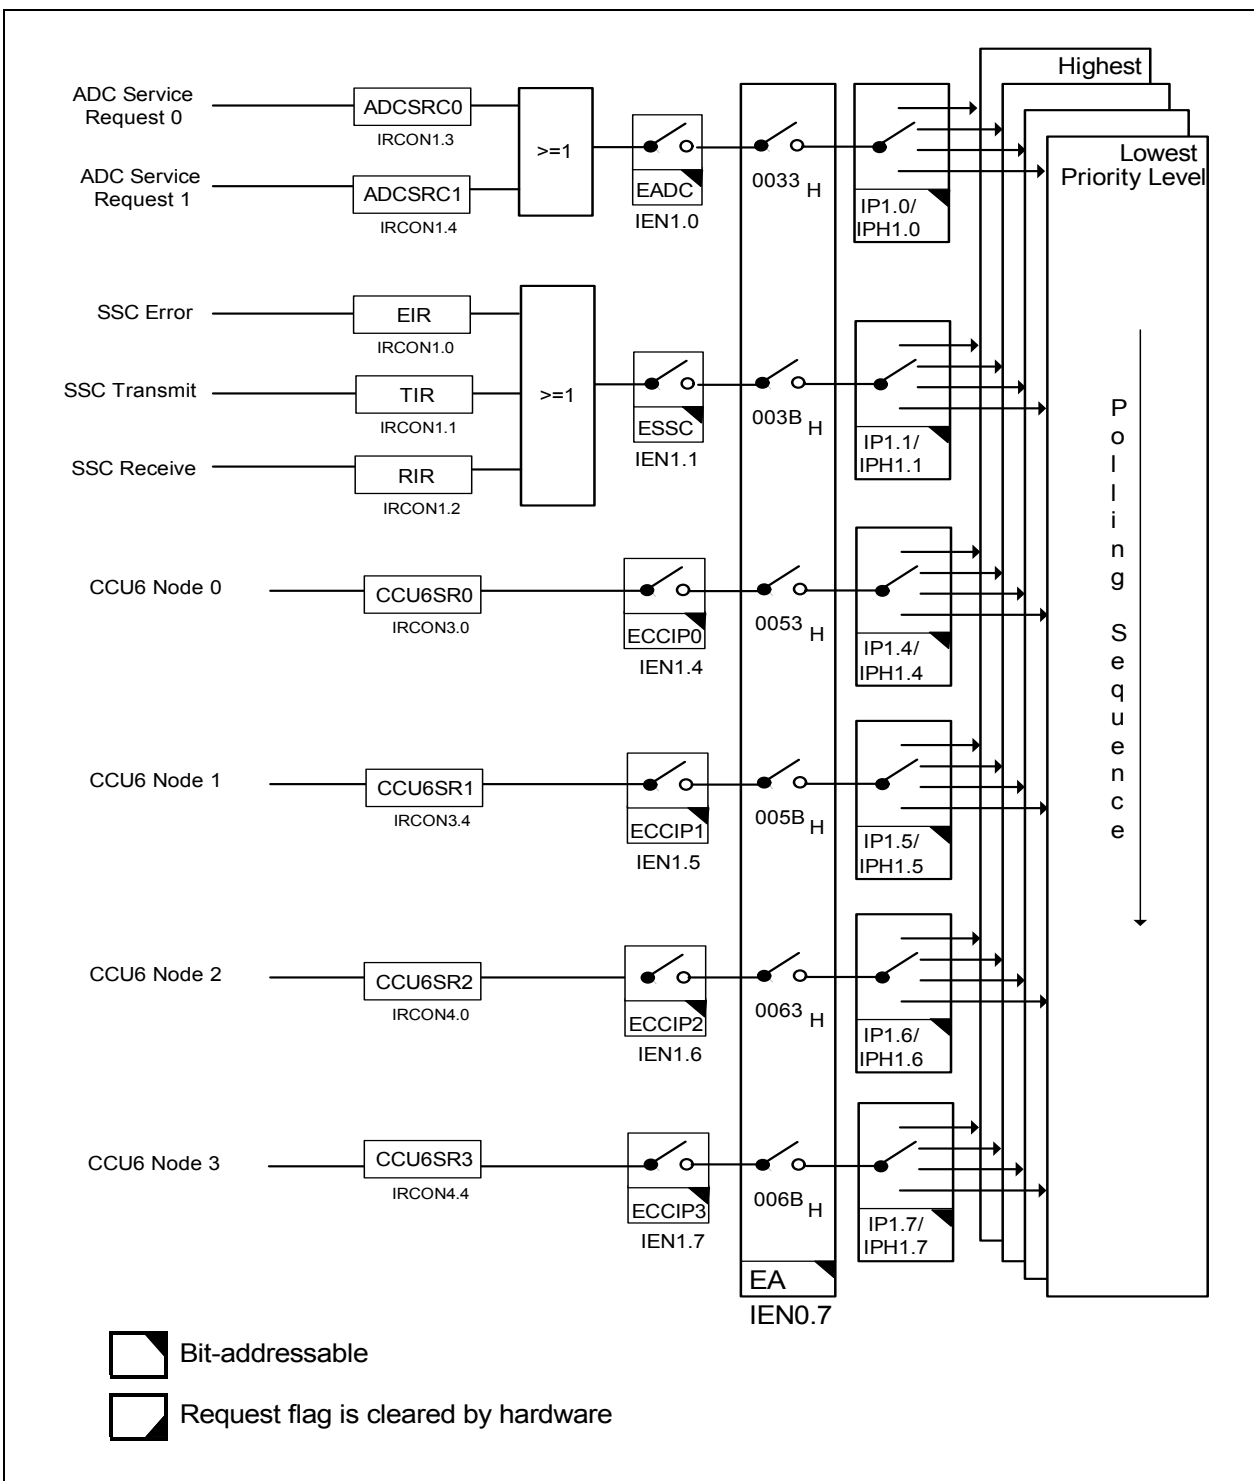 Highest
Lowest
Priority Level
ADC Service
Request 0
ADCSRC0
IRCON1.3
ADC Service
Request 1
ADCSRC1
IRCON1.4
>=1
EADC
IEN1.0
0033 H
IP1.0/
IPH1.0
SSC Error
EIR
IRCON1.0
SSC Transmit
TIR
IRCON1.1
SSC Receive
RIR
IRCON1.2
>=1
ESSC
IEN1.1
003B H
IP1.1/
IPH1.1
Polling Sequence
CCU6 Node 0
CCU6SR0
IRCON3.0
ECCIP0
IEN1.4
0053 H
IP1.4/
IPH1.4
CCU6 Node 1
CCU6SR1
IRCON3.4
ECCIP1
IEN1.5
005B H
IP1.5/
IPH1.5
CCU6 Node 2
CCU6SR2
IRCON4.0
ECCIP2
IEN1.6
0063 H
IP1.6/
IPH1.6
CCU6 Node 3
CCU6SR3
IRCON4.4
ECCIP3
IEN1.7
006B H
IP1.7/
IPH1.7
EA
IEN0.7
Bit-addressable
Request flag is cleared by hardware